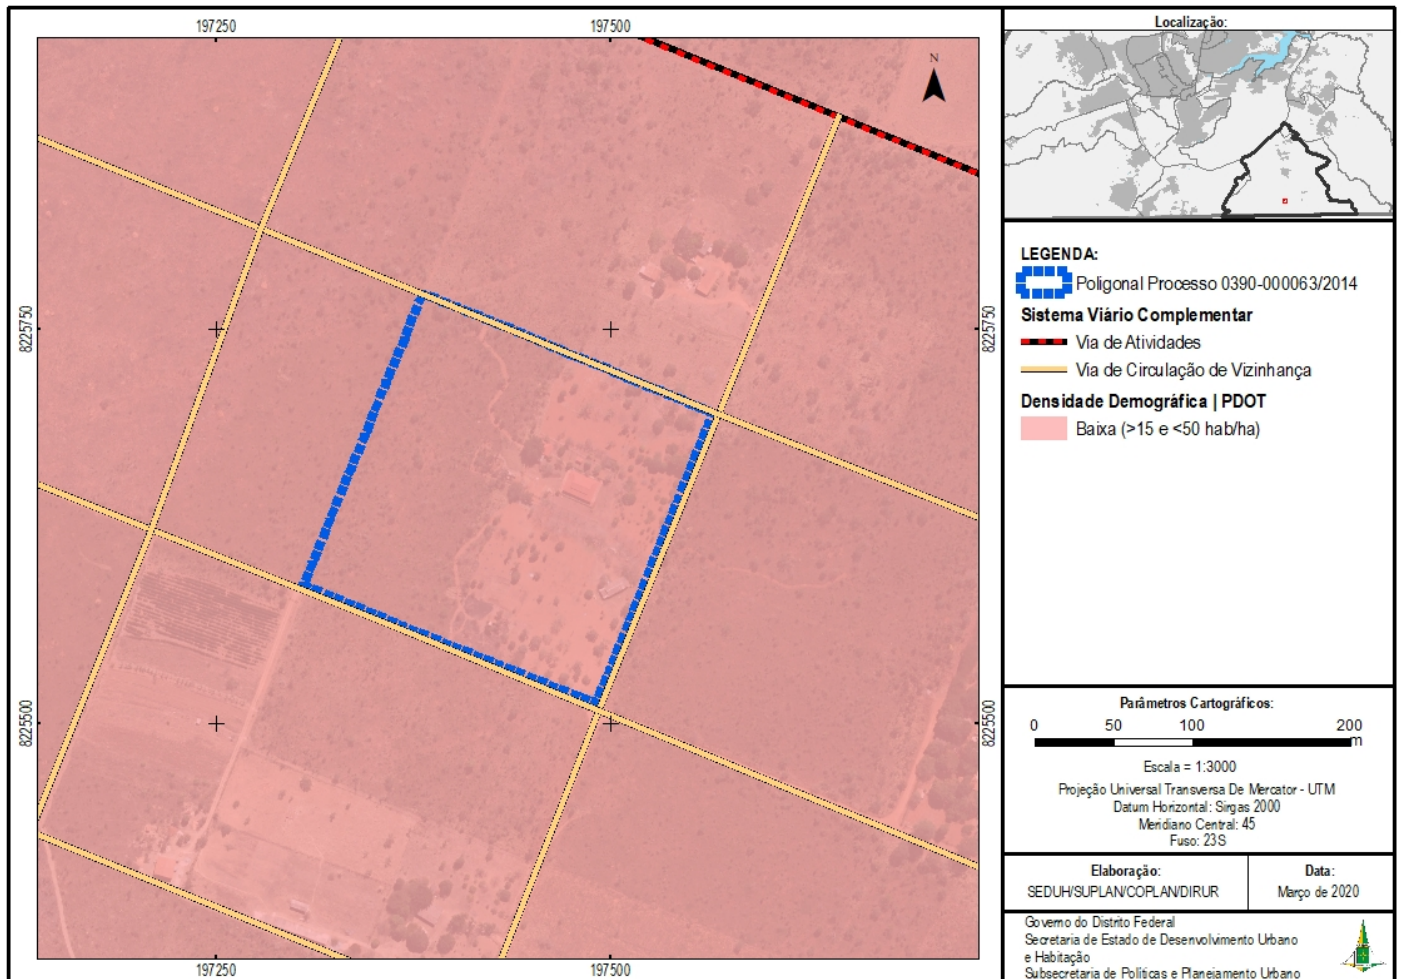 197250
197500
N
8225750
8225750
8225500
8225500
197250
197500
Localização:
LEGENDA:
Poligonal Processo 0390-000063/2014
Sistema Viário Complementar
Via de Atividades
Via de Circulação de Vizinhança
Densidade Demográfica | PDOT
Baixa (>15 e <50 hab/ha)
Parâmetros Cartográficos:
0 50 100 200
m
Escala = 1:3000
Projeção Universal Transversa De Mercator - UTM
Datum Horizontal: Sirgas 2000
Meridiano Central: 45
Fuso: 23S
Elaboração:
SEDUH/SUPLAN/COPLAN/DIRUR
Data:
Março de 2020
Governo do Distrito Federal
Secretaria de Estado de Desenvolvimento Urbano
e Habitação
Subsecretaria de Políticas e Planejamento Urbano